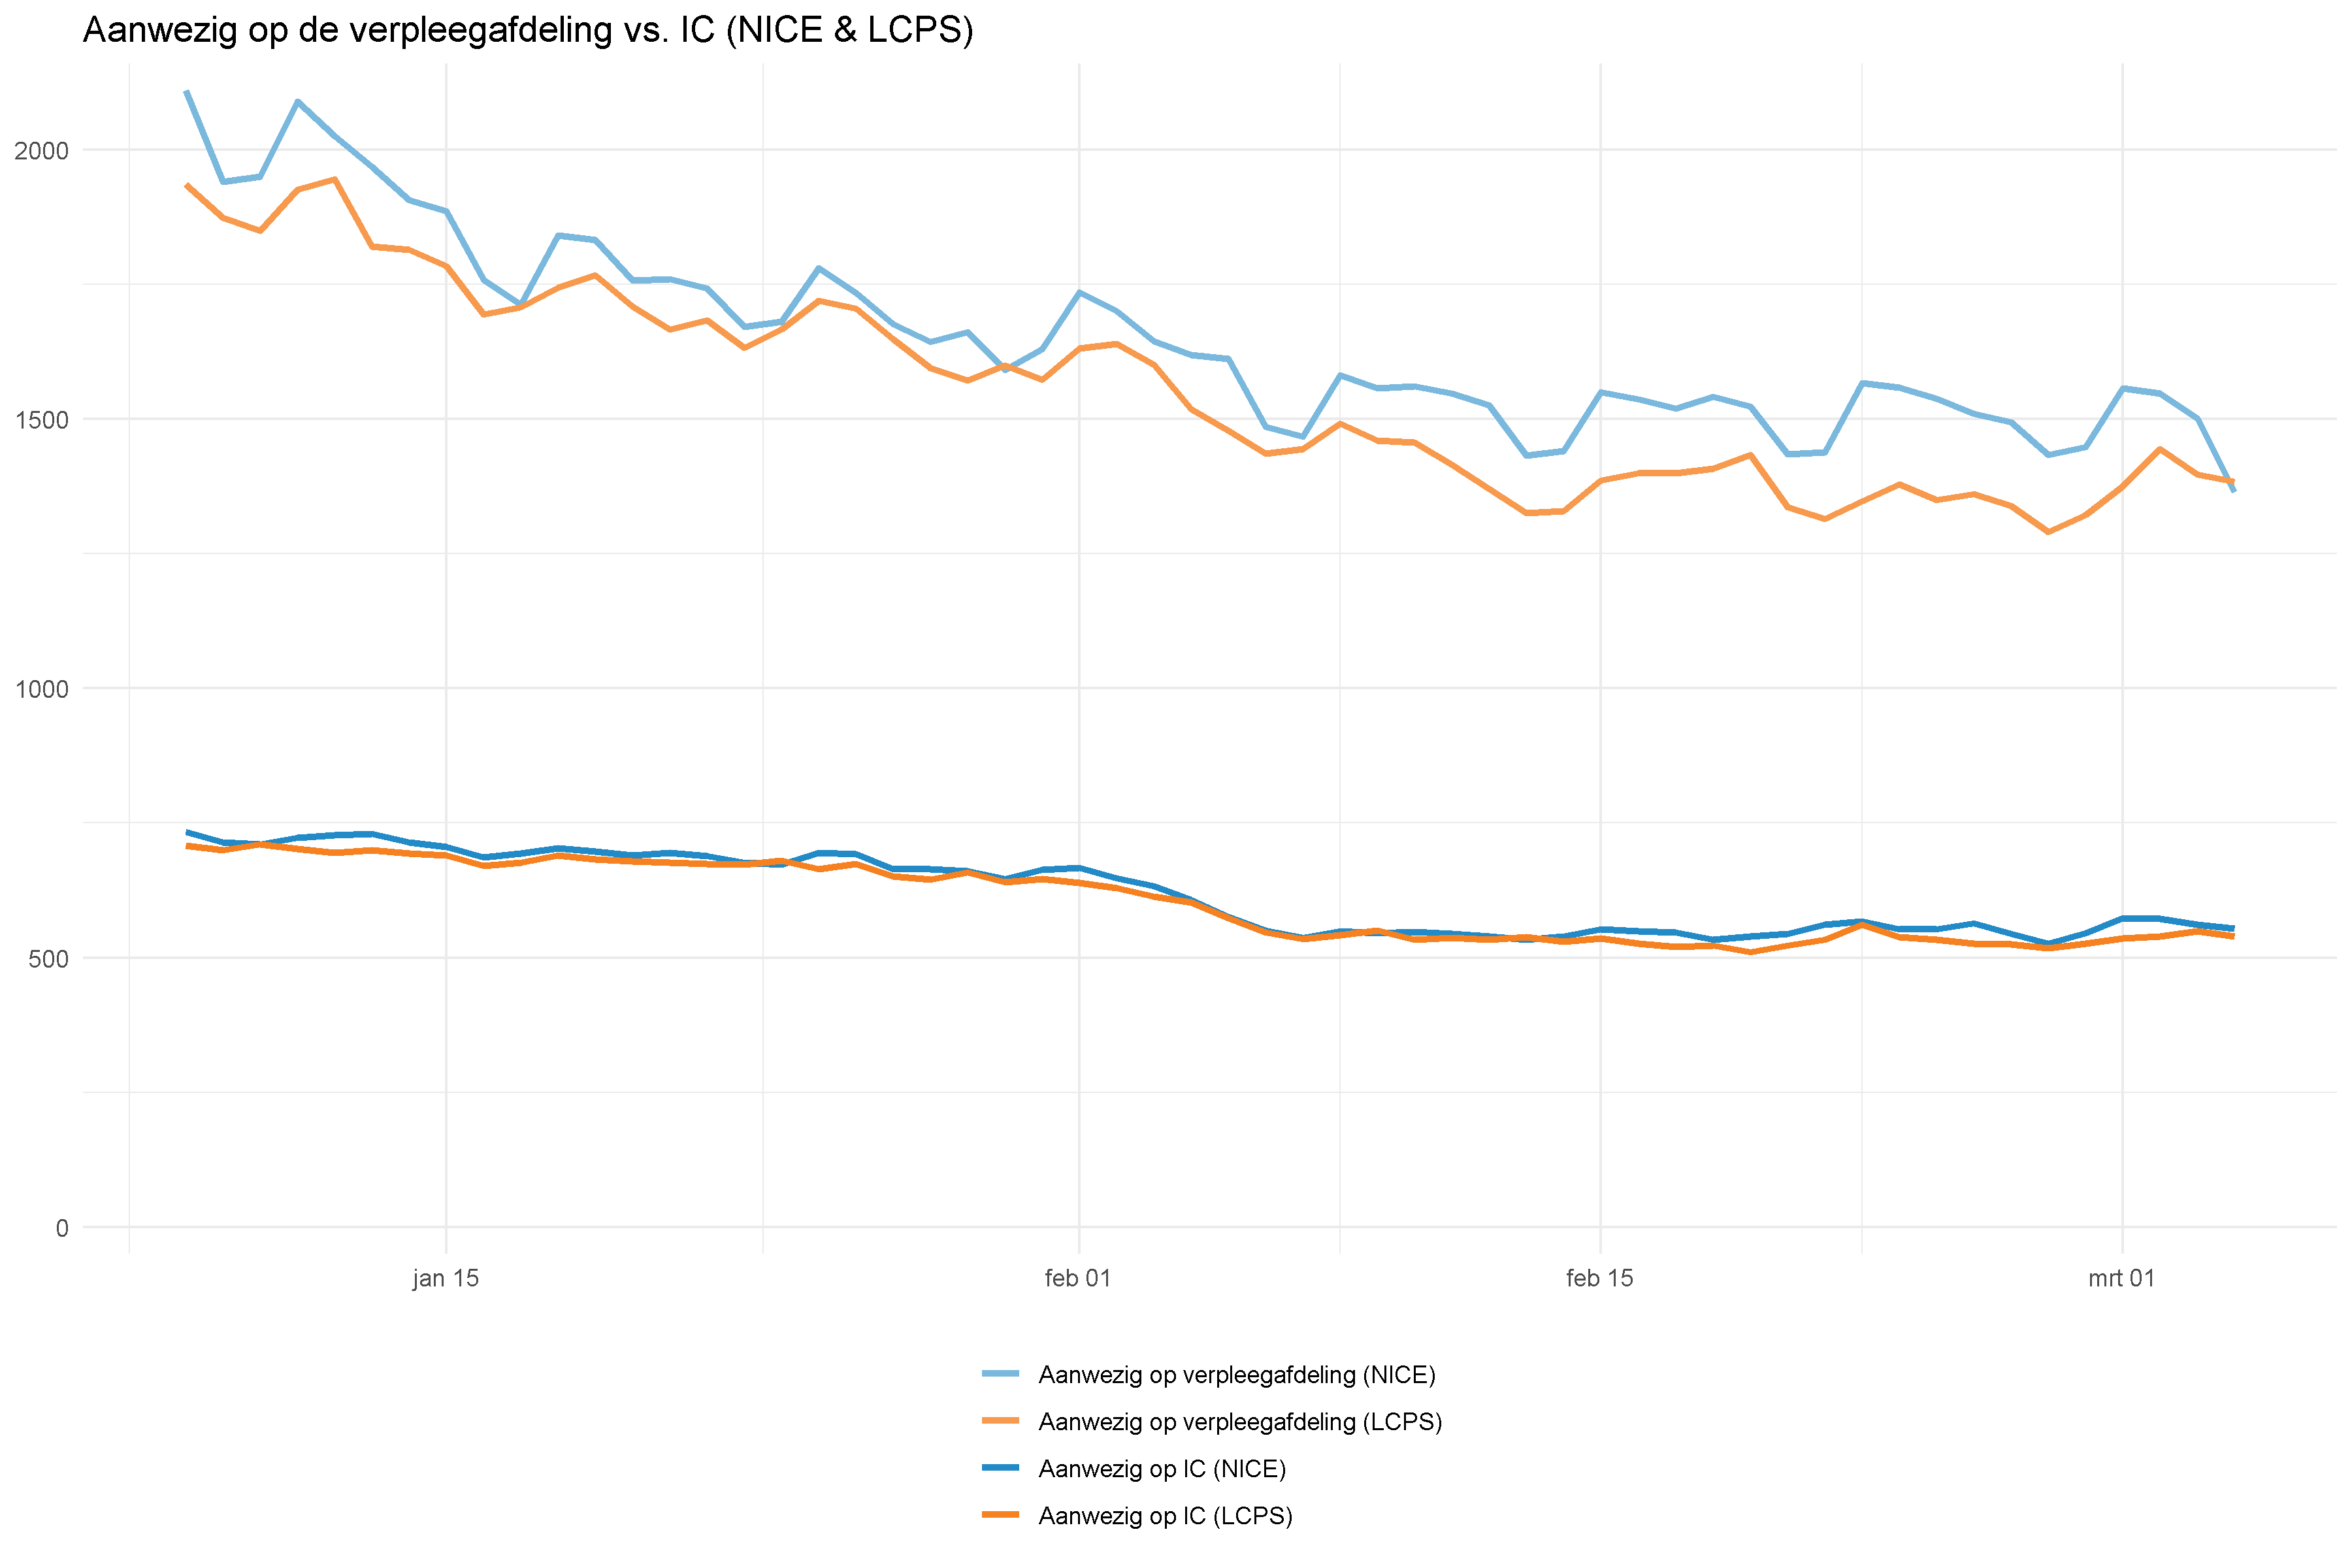 Aanwezig op de verpleegafdeling vs. IC (NICE & LCPS)
2000
1500
1000
500
0
jan 15
feb 01
feb 15
mrt 01
Aanwezig op verpleegafdeling (NICE)
Aanwezig op verpleegafdeling (LCPS)
Aanwezig op IC (NICE)
Aanwezig op IC (LCPS)